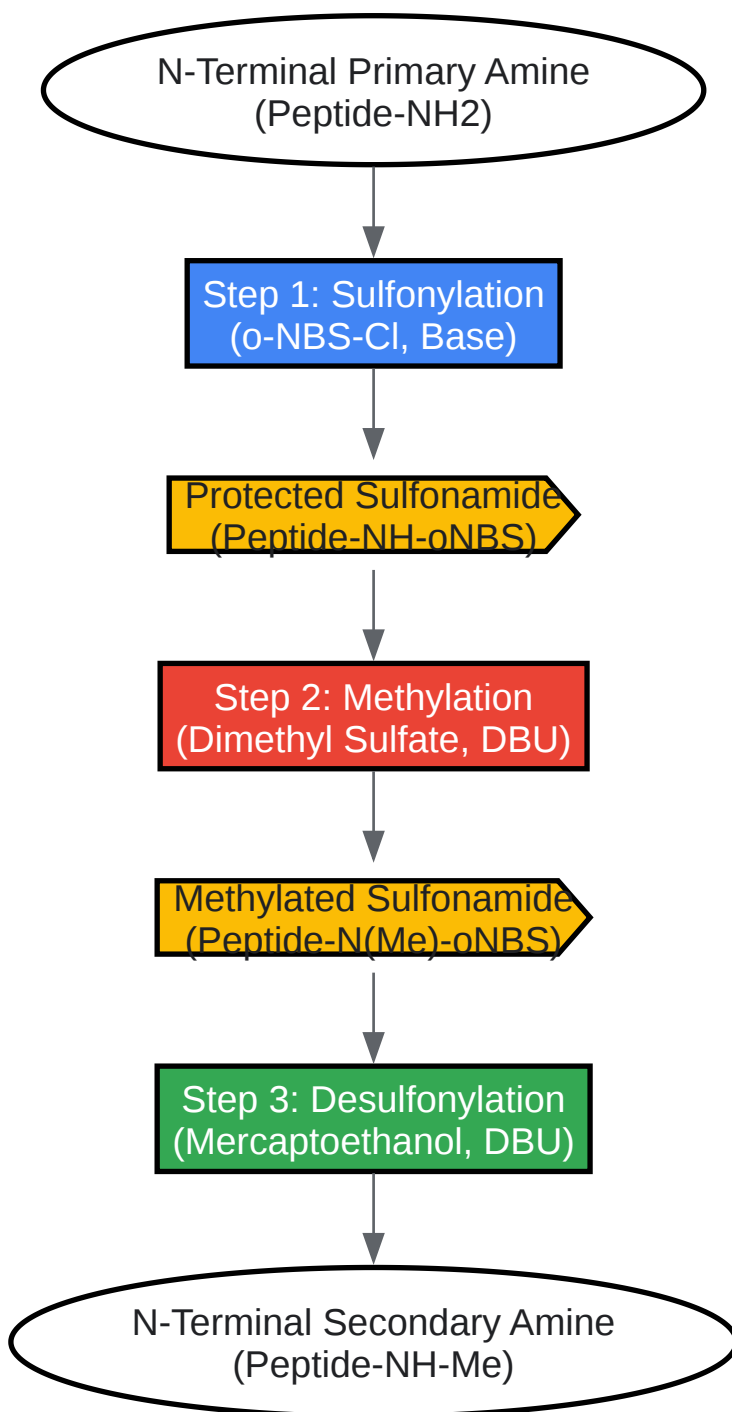 N-Terminal Primary Amine
(Peptide-NH2)
Step 1: Sulfonylation
(o-NBS-Cl, Base)
Protected Sulfonamide
(Peptide-NH-oNBS)
Step 2: Methylation
(Dimethyl Sulfate, DBU)
Methylated Sulfonamide
(Peptide-N(Me)-oNBS)
Step 3: Desulfonylation
(Mercaptoethanol, DBU)
N-Terminal Secondary Amine
(Peptide-NH-Me)